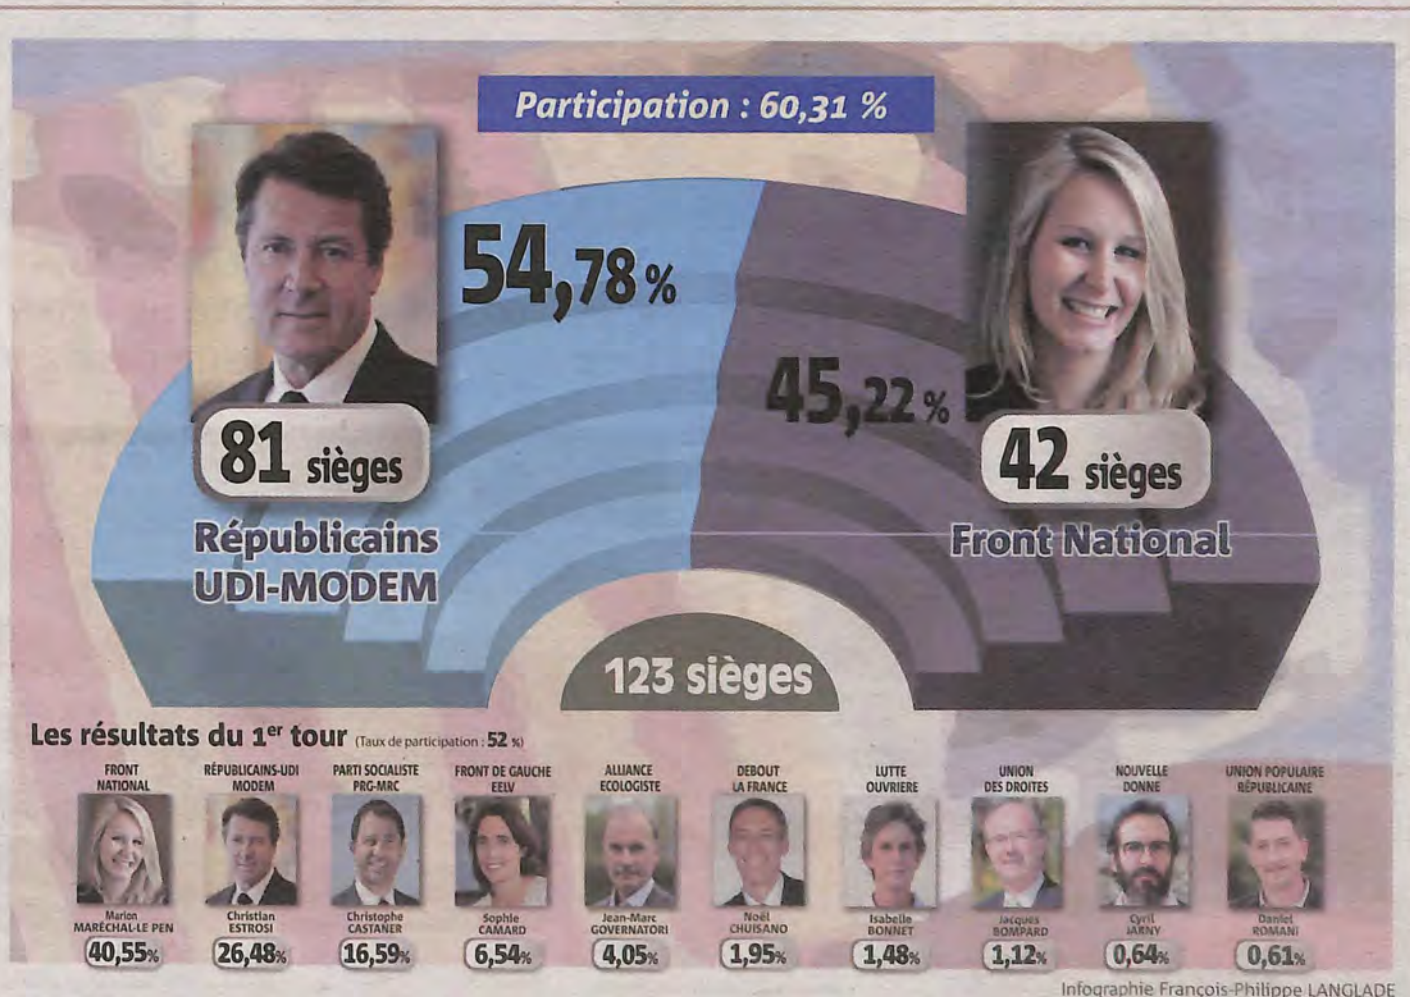 Participation : 60,31 %
54,78 %
45,22 %
81 sièges
42 sièges
Républicains
UDI-MODEM
Front National
123 sièges
Les résultats du 1er tour (Taux de participation : 52 %)
FRONT
NATIONAL
Marion
MARÉCHAL-LE PEN
40,55%
RÉPUBLICAINS-UDI
MODEM
Christian
ESTROSI
26,48%
PARTI SOCIALISTE
PRG-MRC
Christophe
CASTANER
16,59%
FRONT DE GAUCHE
EELV
Sophie
CAMARD
6,54%
ALLIANCE
ECOLOGISTE
Jean-Marc
GOVERNATORI
4,05%
DEBOUT
LA FRANCE
Noël
CHUISANO
1,95%
LUTTE
OUVRIERE
Isabelle
BONNET
1,48%
UNION
DES DROITES
Jacques
BOMPARD
1,12%
NOUVELLE
DONNE
Cyril
JARNY
0,64%
UNION POPULAIRE
RÉPUBLICAINE
Daniel
ROMANI
0,61%
Infographie François-Philippe LANGLADE